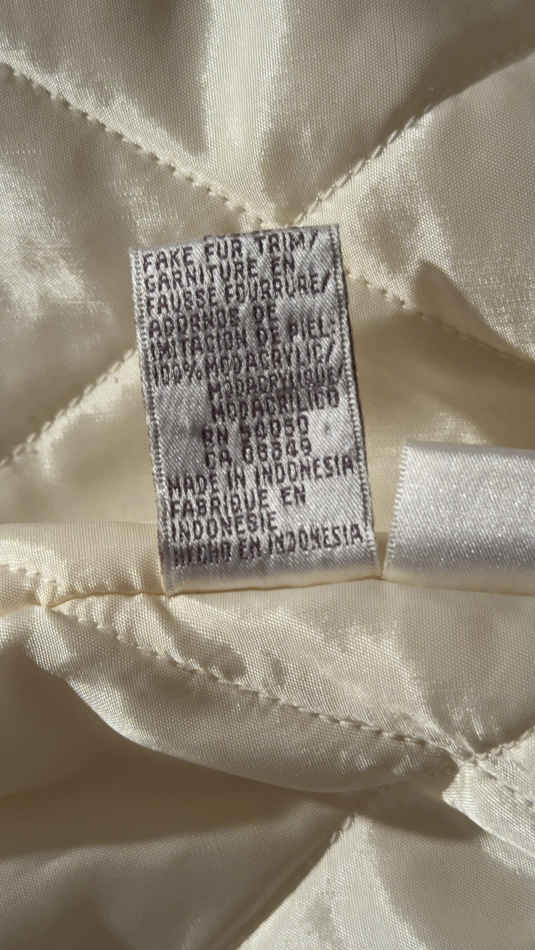 FAKE FUR TRIM/
GARNITURE EN
FAUSSE FOURRURE/
ADORNOS DE
IMITACION DE PIEL:
100% MODACRYLIC/
MODACRYLIQUE/
MODACRILICO
RN 54050
CA 06849
MADE IN INDONESIA
FABRIQUE EN
INDONESIE
HECHO EN INDONESIA